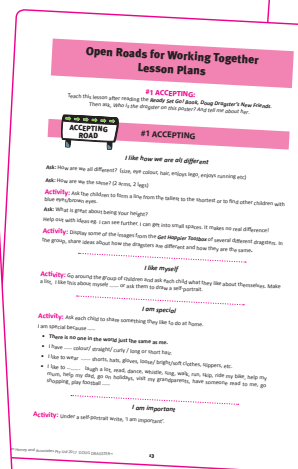 Open Roads for Working Together
Lesson Plans
#1 ACCEPTING:
Teach this lesson after reading the Ready Set Go! Book, Doug Dragster's New Friends.
Then ask, Who is the dragster on this poster? And tell me about her.
ACCEPTING
ROAD
#1 ACCEPTING
I like how we are all different
Ask: How are we all different? (size, eye colour, hair, enjoys lego, enjoys running etc)
Ask: How are we the same? (2 arms, 2 legs)
Activity: Ask the children to form a line from the tallest to the shortest or to find other children with
blue eyes/brown eyes.
Ask: What is great about being your height?
Help out with ideas eg. I can see further. I can get into small spaces. It makes no real difference!
Activity: Display some of the images from the Get Happier Toolbox of several different dragsters. In
the group, share ideas about how the dragsters are different and how they are the same.
I like myself
Activity: Go around the group of children and ask each child what they like about themselves. Make
a list, I like this about myself ..... or ask them to draw a self-portrait.
I am special
Activity: Ask each child to share something they like to do at home.
I am special because .....
• There is no one in the world just the same as me.
• I have ..... colour/ straight/ curly / long or short hair.
• I like to wear ..... shorts, hats, gloves, loose/ bright/soft clothes, slippers, etc.
• I like to ..... laugh a lot, read, dance, whistle, sing, walk, run, skip, ride my bike, help my
mum, help my dad, go on holidays, visit my grandparents, have someone read to me, go
shopping, play football .....
I am important
Activity: Under a self-portrait write, 'I am important'.